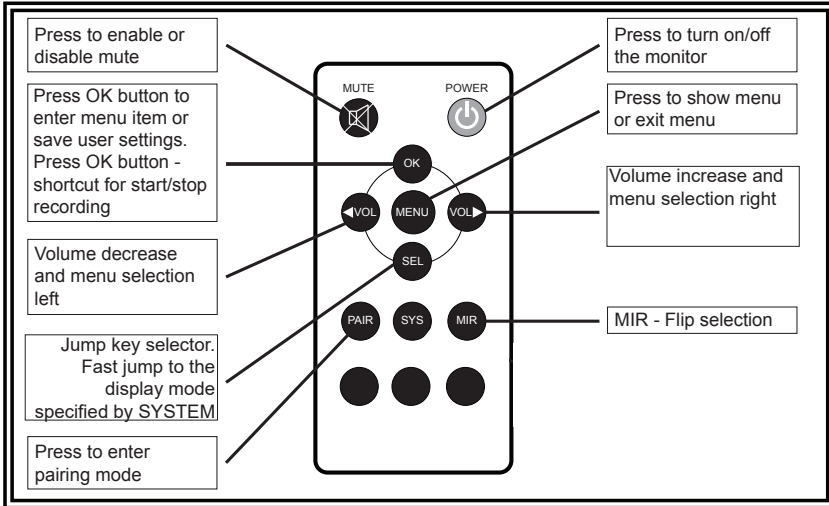 Press to enable or
disable mute
Press OK button to
enter menu item or
save user settings.
Press OK button -
shortcut for start/stop
recording
Volume decrease
and menu selection
left
Jump key selector.
Fast jump to the
display mode
specified by SYSTEM
Press to enter
pairing mode
MUTE
POWER
OK
VOL
MENU
VOL
SEL
PAIR
SYS
MIR
Press to turn on/off
the monitor
Press to show menu
or exit menu
Volume increase and
menu selection right
MIR - Flip selection